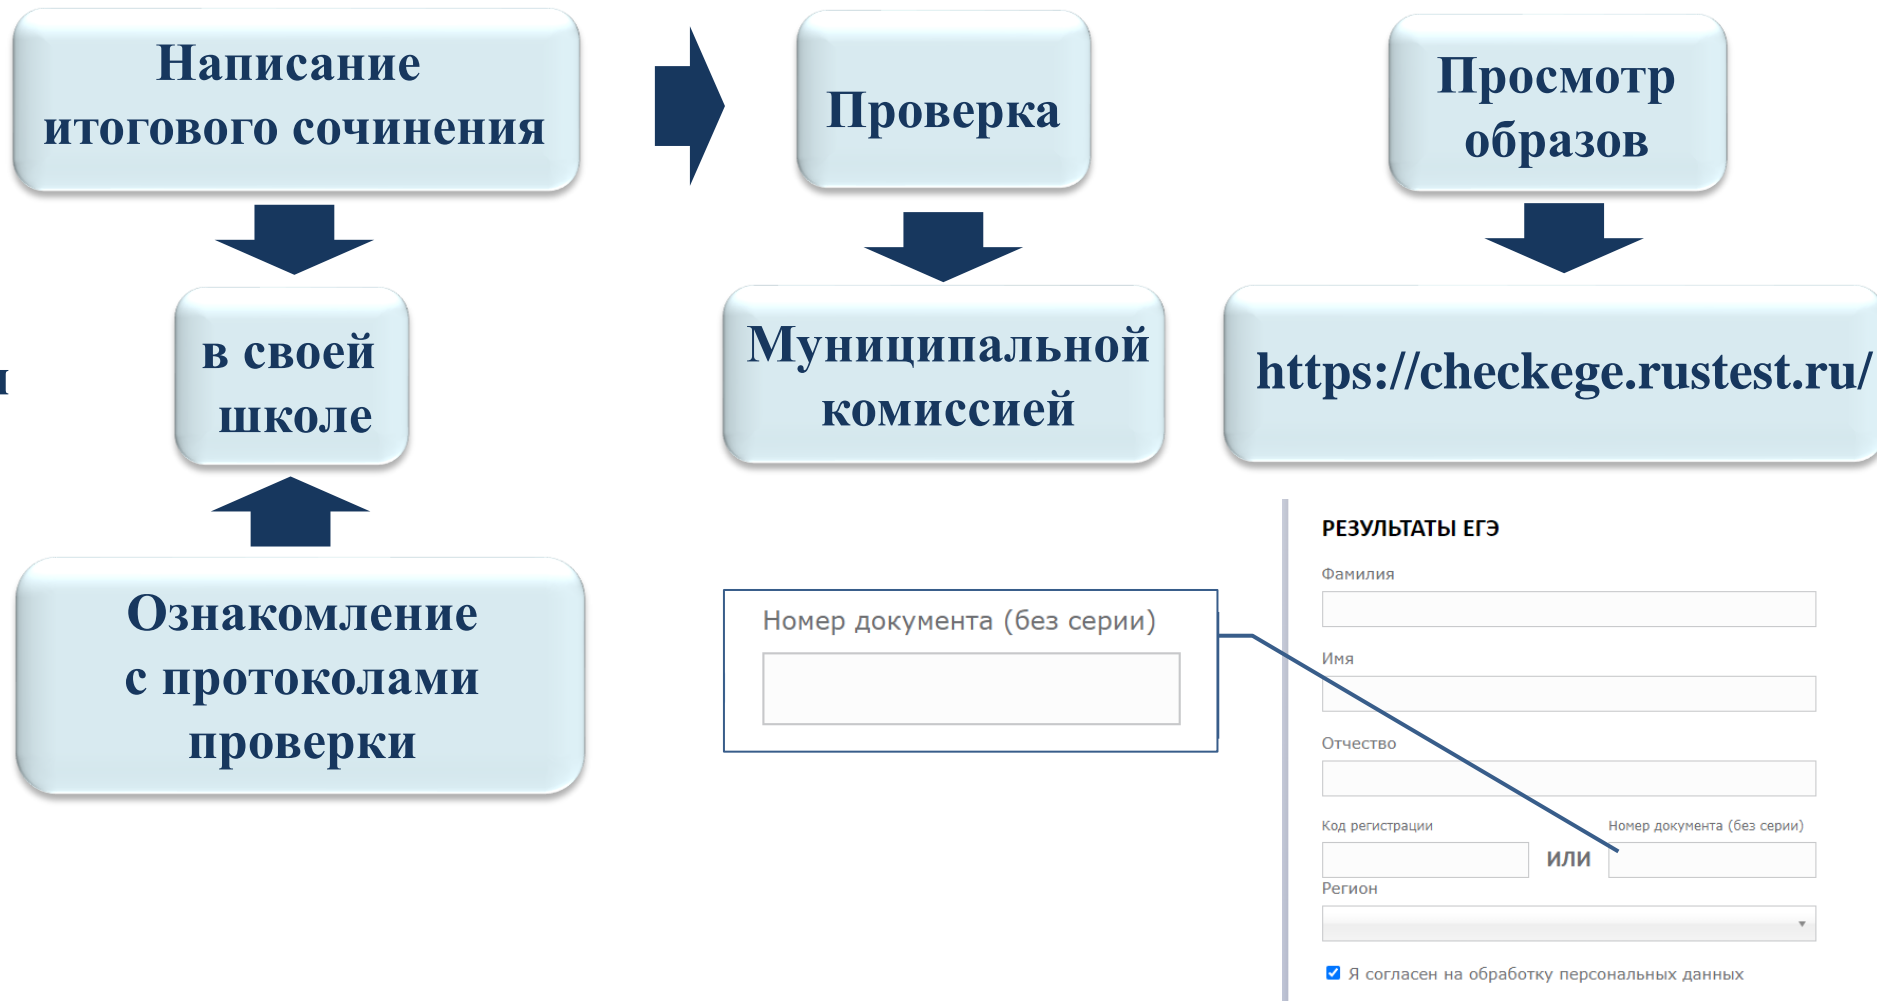 Написание
итогового сочинения
Проверка
Просмотр
образов
в своей
школе
Муниципальной
комиссией
https://checkege.rustest.ru/
Ознакомление
с протоколами
проверки
Номер документа (без серии)
РЕЗУЛЬТАТЫ ЕГЭ
Фамилия
Имя
Отчество
Код регистрации
Номер документа (без серии)
ИЛИ
Регион
Я согласен на обработку персональных данных